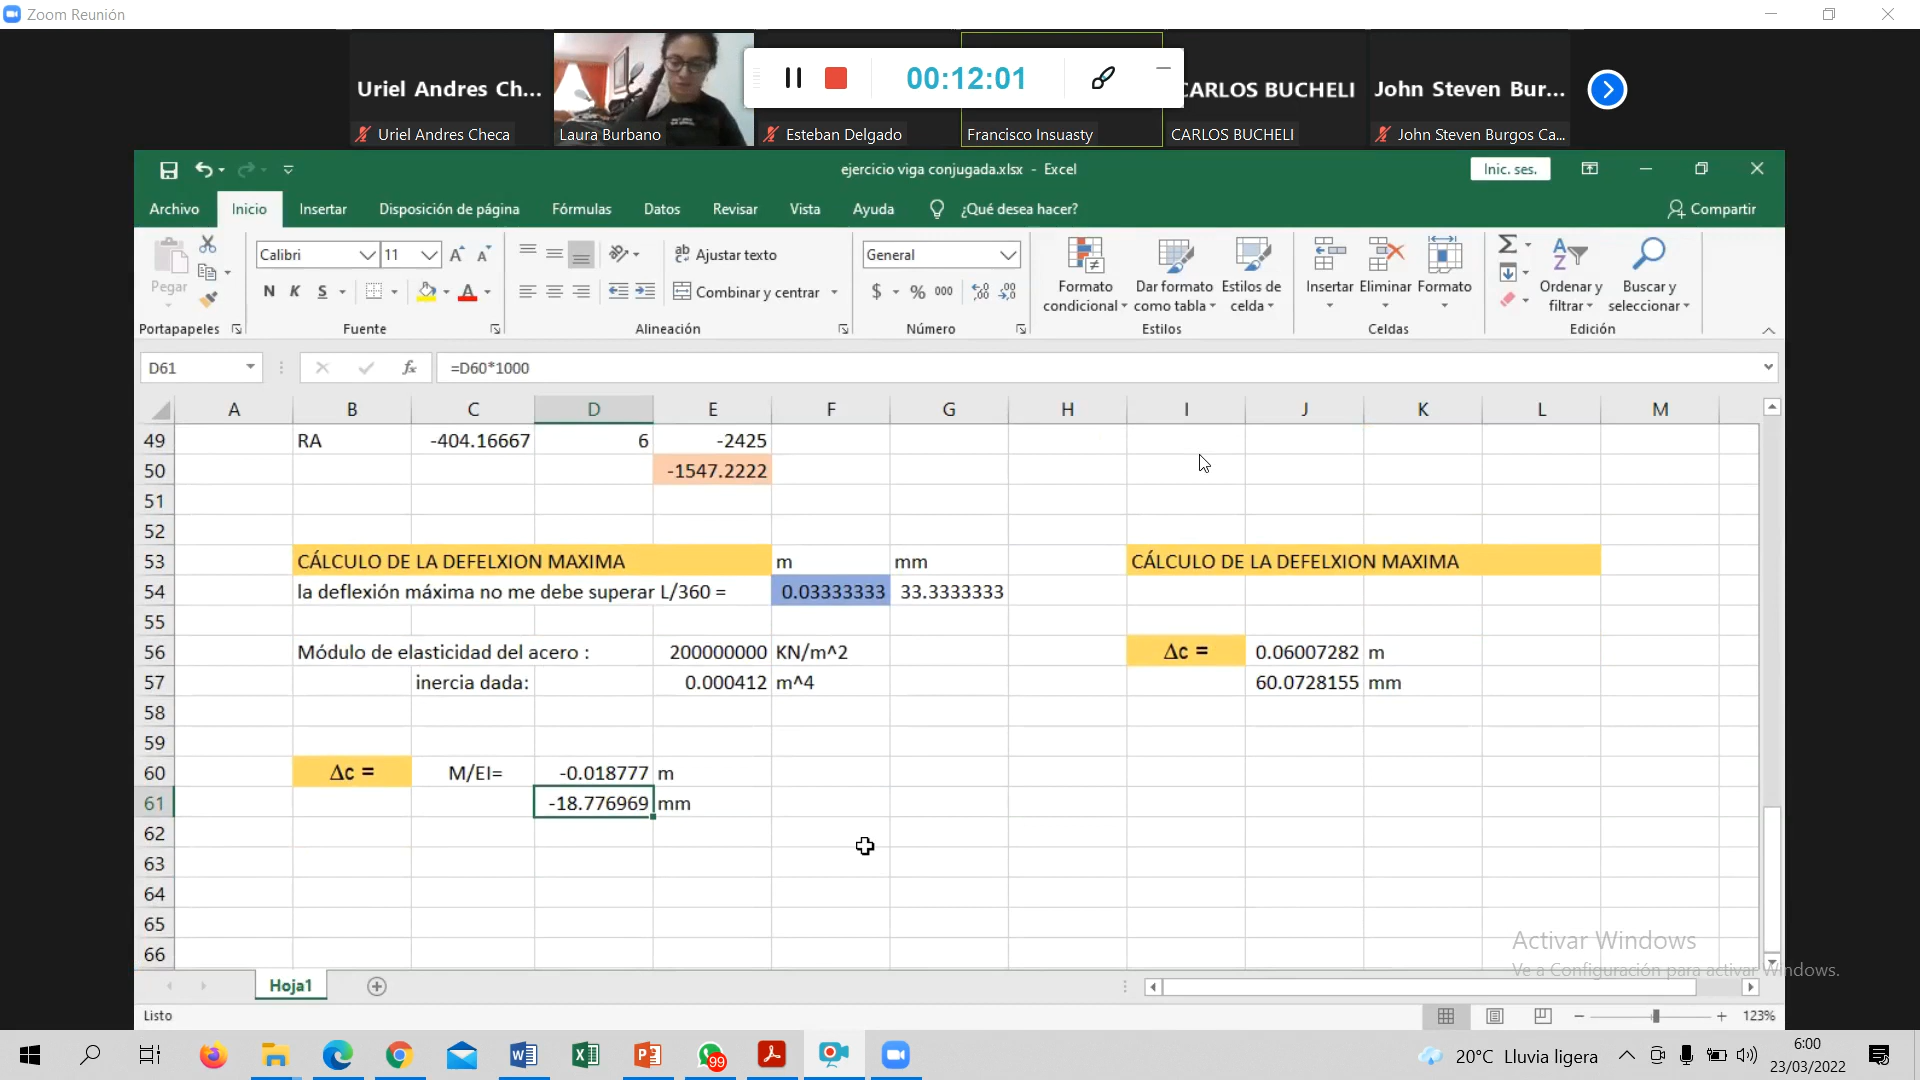 Zoom Reunión
Uriel Andres Ch...
Uriel Andres Checa
Laura Burbano
00:12:01
Esteban Delgado
Francisco Insuasty
CARLOS BUCHELI
CARLOS BUCHELI
John Steven Bur...
John Steven Burgos Ca...
ejercicio viga conjugada.xlsx - Excel
Inic. ses.
Archivo Inicio Insertar Disposición de página Fórmulas Datos Revisar Vista Ayuda ¿Qué desea hacer? Compartir
Pegar
Portapapeles
Calibri 11
N K S
Fuente
Ajustar texto
Combinar y centrar
Alineación
General
$ % 000
Número
Formato condicional
Dar formato como tabla
Estilos de celda
Estilos
Insertar Eliminar Formato
Celdas
Ordenar y filtrar
Buscar y seleccionar
Edición
D61 fx =D60*1000
A B C D E F G H I J K L M
49 RA -404.16667 6 -2425
50 -1547.2222
51
52
53 CÁLCULO DE LA DEFELXION MAXIMA m mm CÁLCULO DE LA DEFELXION MAXIMA
54 la deflexión máxima no me debe superar L/360 = 0.03333333 33.3333333
55
56 Módulo de elasticidad del acero : 200000000 KN/m^2 Δc = 0.06007282 m
57 inercia dada: 0.000412 m^4 60.0728155 mm
58
59
60 Δc = M/EI= -0.018777 m
61 -18.776969 mm
62
63
64
65
66
Activar Windows
Ve a Configuración para activar Windows.
Hoja1
Listo
123%
99
20°C Lluvia ligera
6:00
23/03/2022